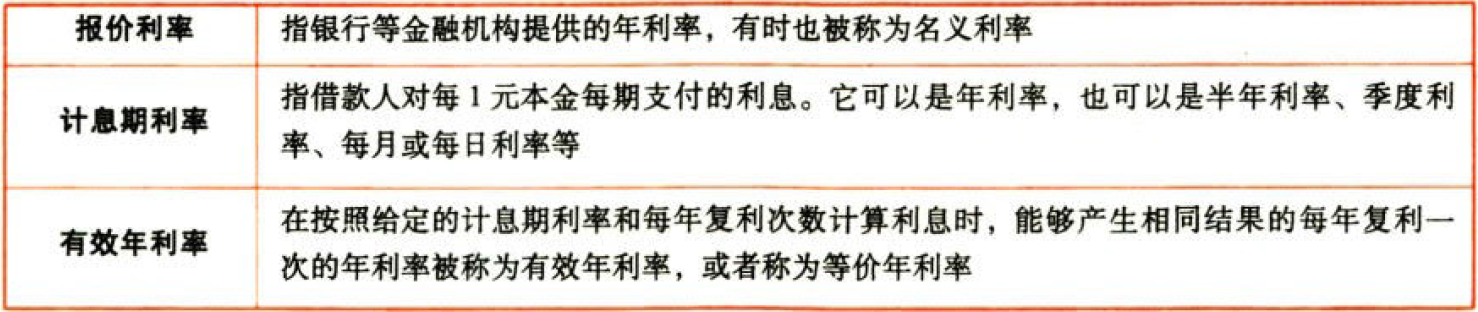 报价利率
指银行等金融机构提供的年利率，有时也被称为名义利率
计息期利率
指借款人对每1元本金每期支付的利息。它可以是年利率，也可以是半年利率、季度利
率、每月或每日利率等
有效年利率
在按照给定的计息期利率和每年复利次数计算利息时，能够产生相同结果的每年复利一
次的年利率被称为有效年利率，或者称为等价年利率